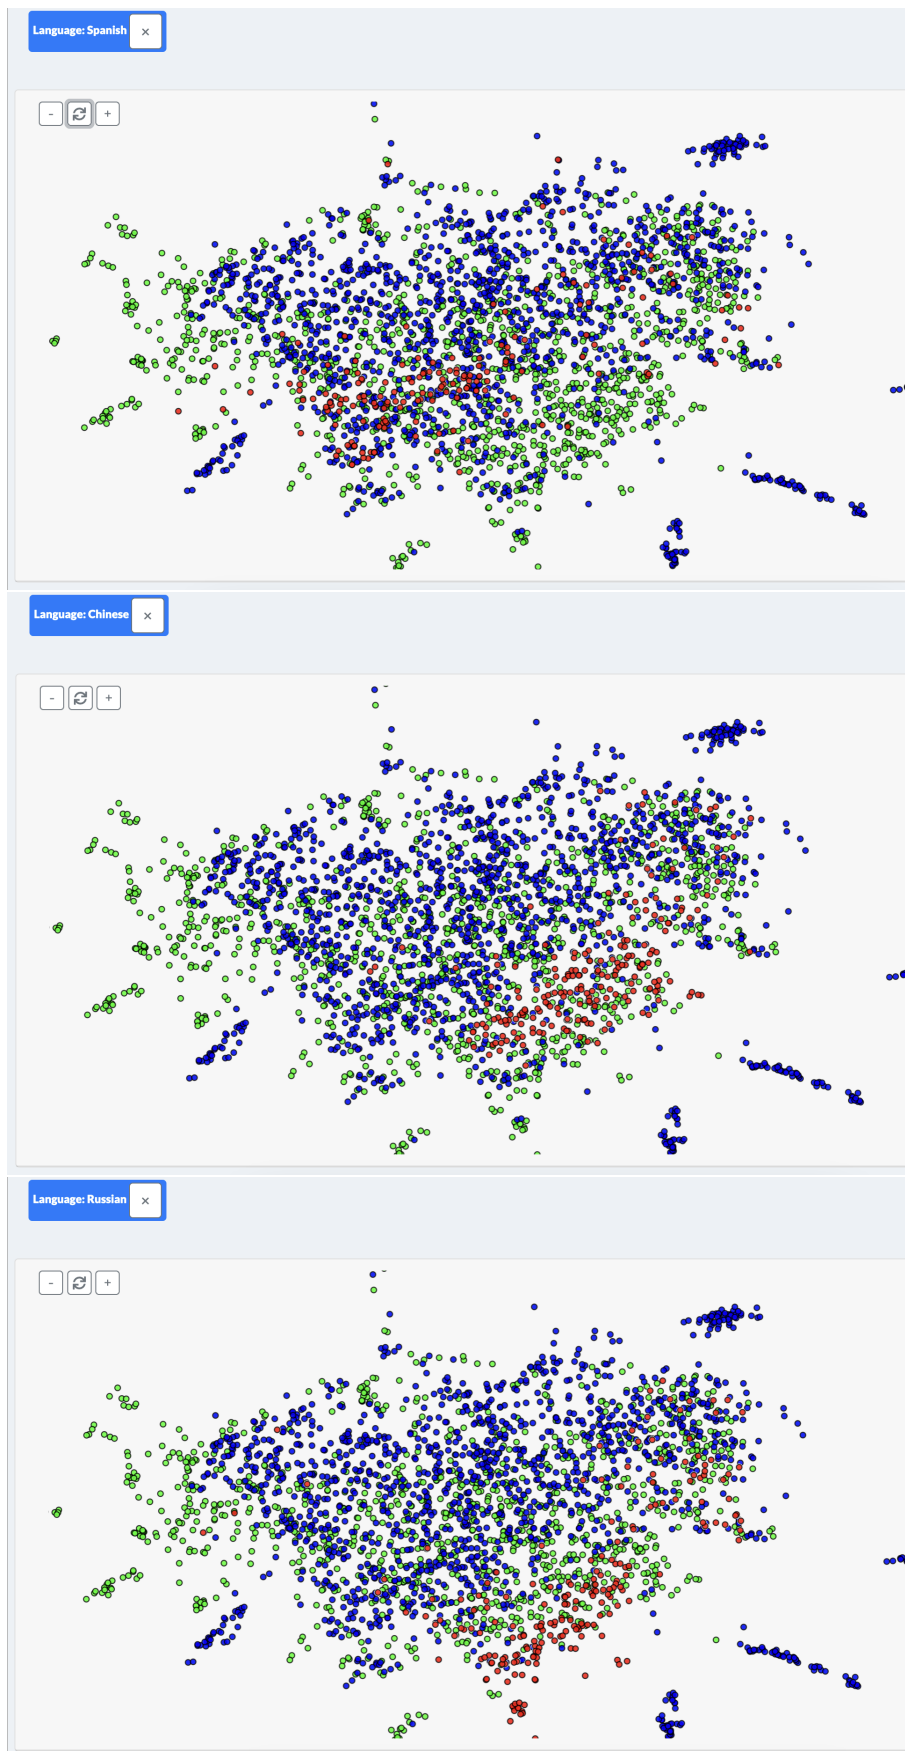 Language: Spanish ×
- +
Language: Chinese ×
- +
Language: Russian ×
- +